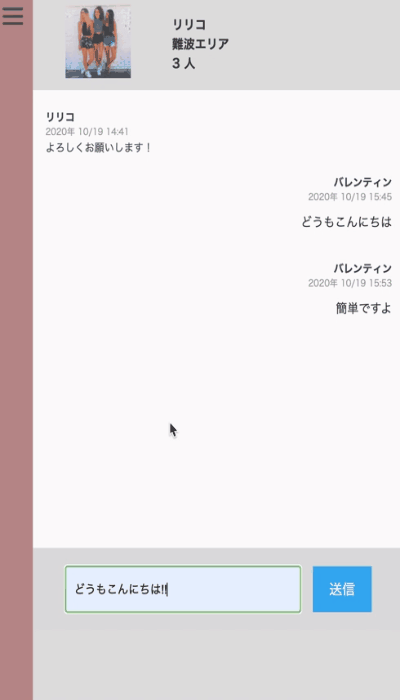 リリコ
難波エリア
3 人
リリコ
2020年 10/19 14:41
よろしくお願いします！
バレンティン
2020年 10/19 15:45
どうもこんにちは
バレンティン
2020年 10/19 15:53
簡単ですよ
どうもこんにちは!!
送信